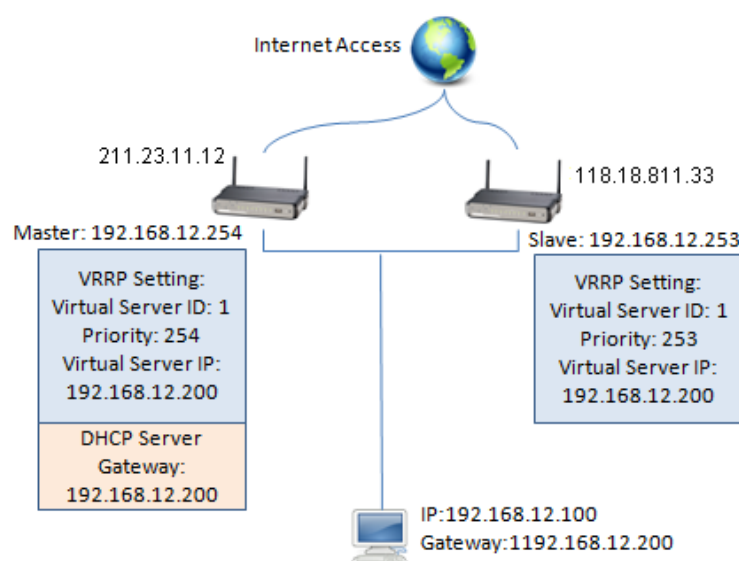 Internet Access
211.23.11.12
118.18.811.33
Master: 192.168.12.254
Slave: 192.168.12.253
VRRP Setting:
Virtual Server ID: 1
Priority: 254
Virtual Server IP:
192.168.12.200
DHCP Server
Gateway:
192.168.12.200
VRRP Setting:
Virtual Server ID: 1
Priority: 253
Virtual Server IP:
192.168.12.200
IP:192.168.12.100
Gateway:1192.168.12.200